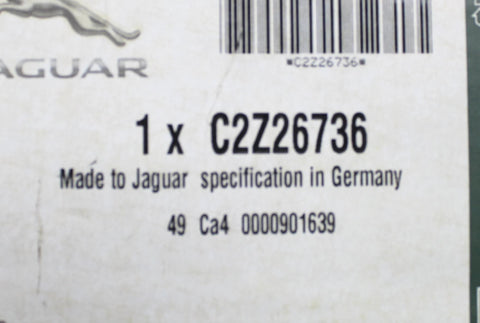 JAGUAR
*C2Z26736*
1 x C2Z26736
Made to Jaguar specification in Germany
49 Ca4 0000901639